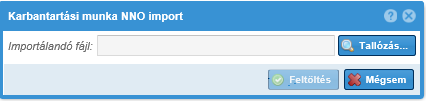 Karbantartási munka NNO import
Importálandó fájl: Tallózás...
Feltöltés Mégsem